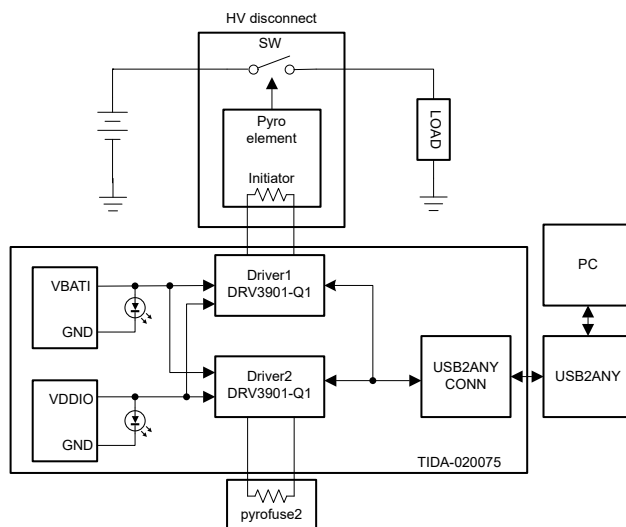 HV disconnect
SW
Pyro
element
Initiator
LOAD
PC
VBATI
GND
Driver1
DRV3901-Q1
VDDIO
GND
Driver2
DRV3901-Q1
USB2ANY
CONN
USB2ANY
TIDA-020075
pyrofuse2